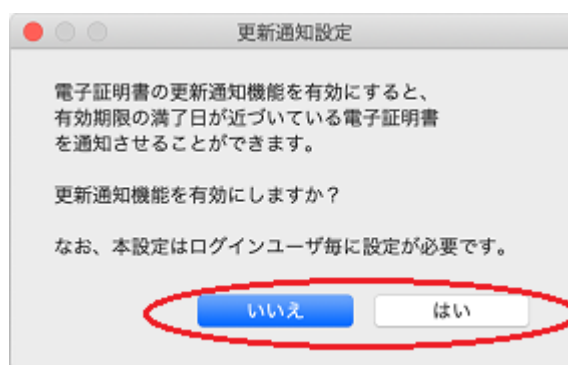 更新通知設定
電子証明書の更新通知機能を有効にすると、
有効期限の満了日が近づいている電子証明書
を通知させることができます。
更新通知機能を有効にしますか？
なお、本設定はログインユーザ毎に設定が必要です。
いいえ はい